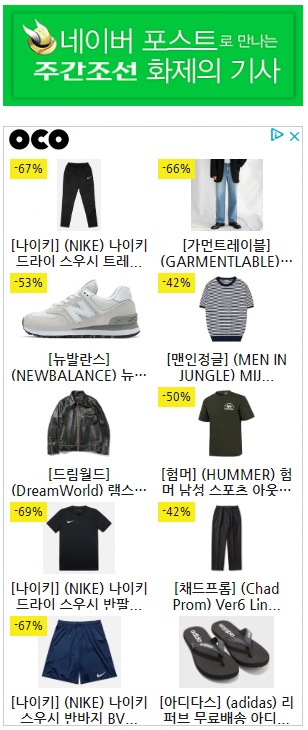 네이버 포스트로 만나는
주간조선 화제의 기사
oco
-67%
-66%
[나이키] (NIKE) 나이키
드라이 스우시 트레...
[가먼트레이블]
(GARMENTLABLE)...
-53%
-42%
[뉴발란스]
(NEWBALANCE) 뉴...
[맨인정글] (MEN IN
JUNGLE) MIJ...
-50%
[드림월드]
(DreamWorld) 램스...
[험머] (HUMMER) 험
머 남성 스포츠 아웃...
-69%
-42%
[나이키] (NIKE) 나이키
드라이 스우시 반팔...
[채드프롬] (Chad
Prom) Ver6 Lin...
-67%
[나이키] (NIKE) 나이키
스우시 반바지 BV...
[아디다스] (adidas) 리
퍼브 무료배송 아디...